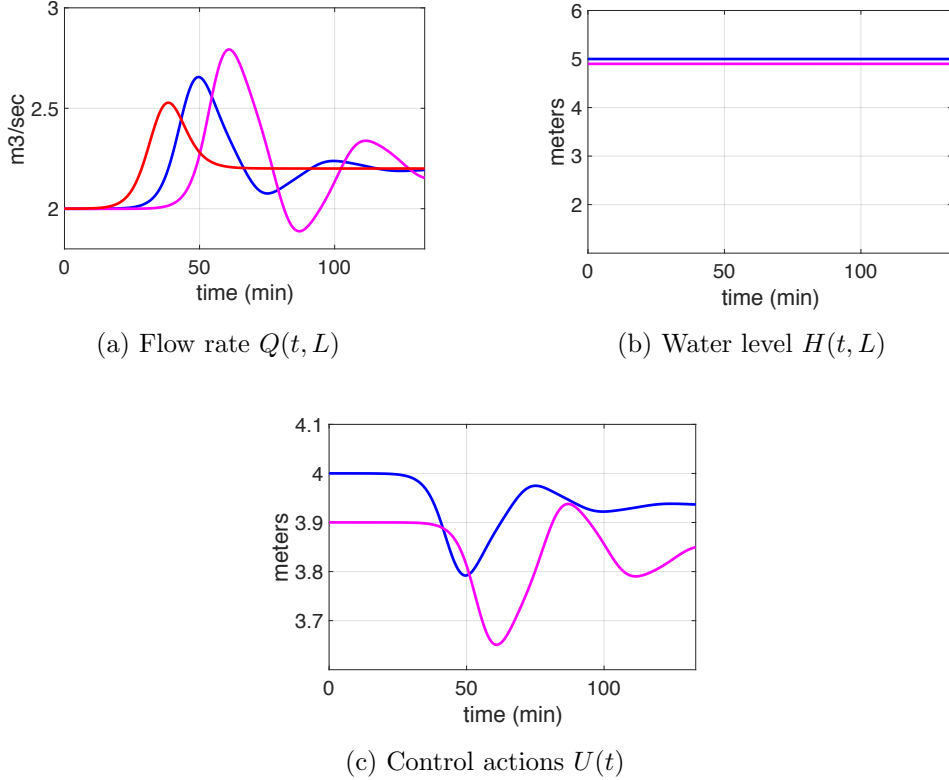 3
2.5
2
m3/sec
0
50
100
time (min)
(a) Flow rate Q(t, L)
6
5
4
3
2
meters
0
50
100
time (min)
(b) Water level H(t, L)
4.1
4
3.9
3.8
3.7
meters
0
50
100
time (min)
(c) Control actions U(t)